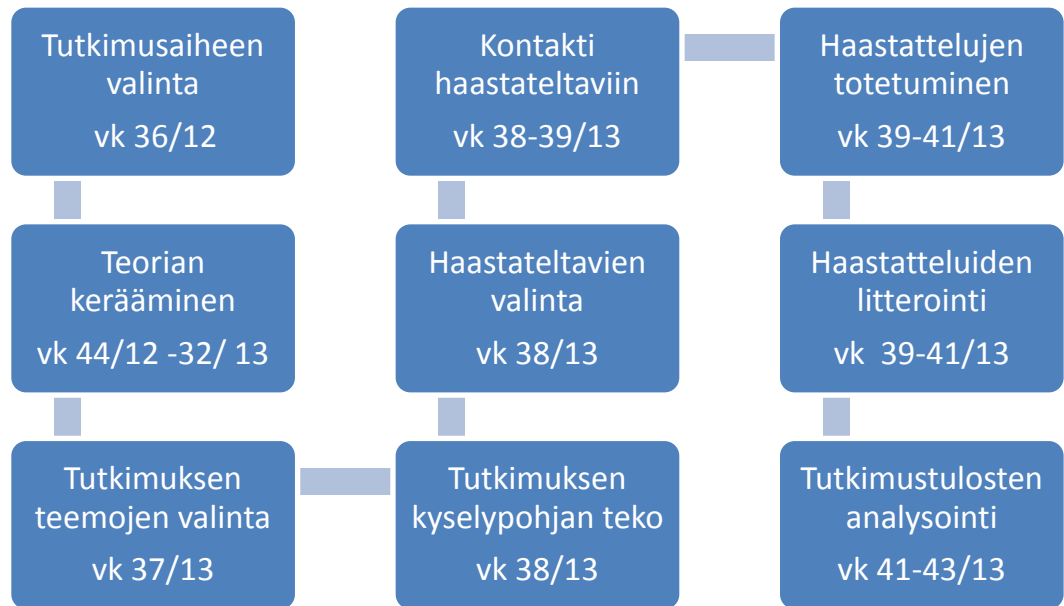 Tutkimusaiheen
valinta
vk 36/12
Teorian
kerääminen
vk 44/12 -32/ 13
Tutkimuksen
teemojen valinta
vk 37/13
Tutkimuksen
kyselypohjan teko
vk 38/13
Haastateltavien
valinta
vk 38/13
Kontakti
haastateltaviin
vk 38-39/13
Haastattelujen
totetuminen
vk 39-41/13
Haastatteluiden
litterointi
vk  39-41/13
Tutkimustulosten
analysointi
vk 41-43/13